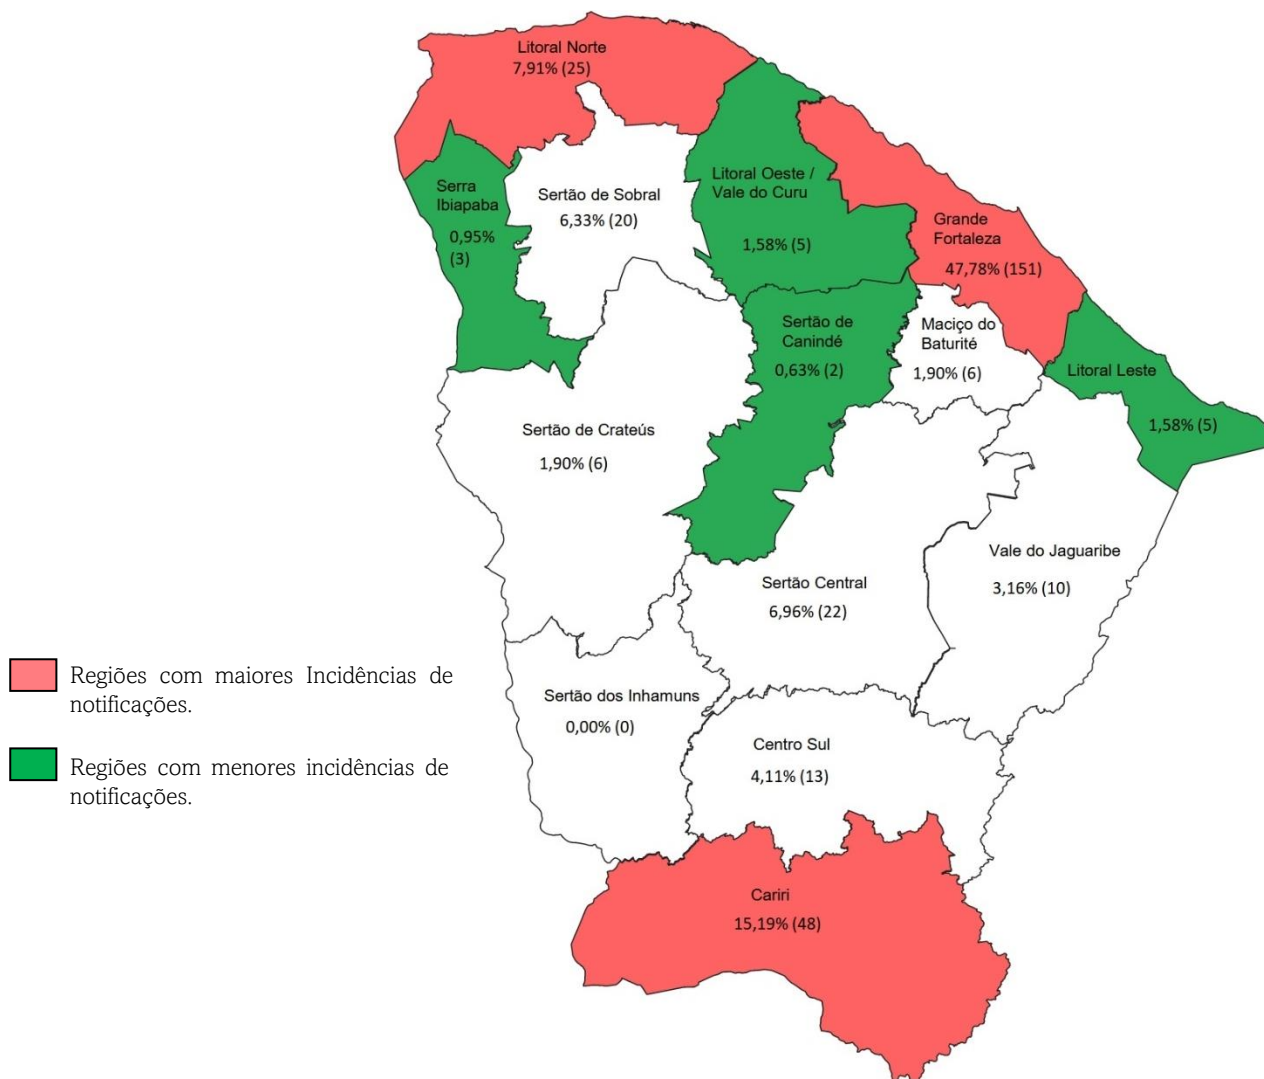 Litoral Norte
7,91% (25)
Serra
Ibiapaba
0,95%
(3)
Sertão de Sobral
6,33% (20)
Litoral Oeste /
Vale do Curu
1,58% (5)
Grande
Fortaleza
47,78% (151)
Sertão de
Canindé
0,63% (2)
Maciço do
Baturité
1,90% (6)
Litoral Leste
1,58% (5)
Sertão de Crateús
1,90% (6)
Vale do Jaguaribe
3,16% (10)
Sertão Central
6,96% (22)
Sertão dos Inhamuns
0,00% (0)
Centro Sul
4,11% (13)
Cariri
15,19% (48)
Regiões com maiores Incidências de
notificações.
Regiões com menores incidências de
notificações.